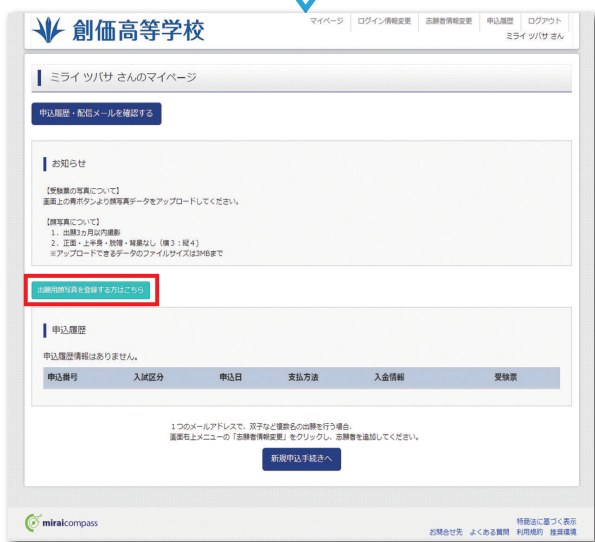 創価高等学校
マイページ ログイン情報変更 志願者情報変更 申込履歴 ログアウト
ミライ ツバサ さん
ミライ ツバサ さんのマイページ
申込履歴・配信メールを確認する
お知らせ
【受験票の写真について】
画面上の青ボタンより顔写真データをアップロードしてください。
【顔写真について】
1．出願3ヵ月以内撮影
2．正面・上半身・脱帽・背景なし（横3：縦4）
※アップロードできるデータのファイルサイズは3MBまで
出願用顔写真を登録する方はこちら
申込履歴
申込履歴情報はありません。
申込番号 入試区分 申込日 支払方法 入金情報 受験票
1つのメールアドレスで、双子など複数名の出願を行う場合、
画面右上メニューの「志願者情報変更」をクリックし、志願者を追加してください。
新規申込手続きへ
miraicompass
特商法に基づく表示
お問合せ先 よくある質問 利用規約 推奨環境